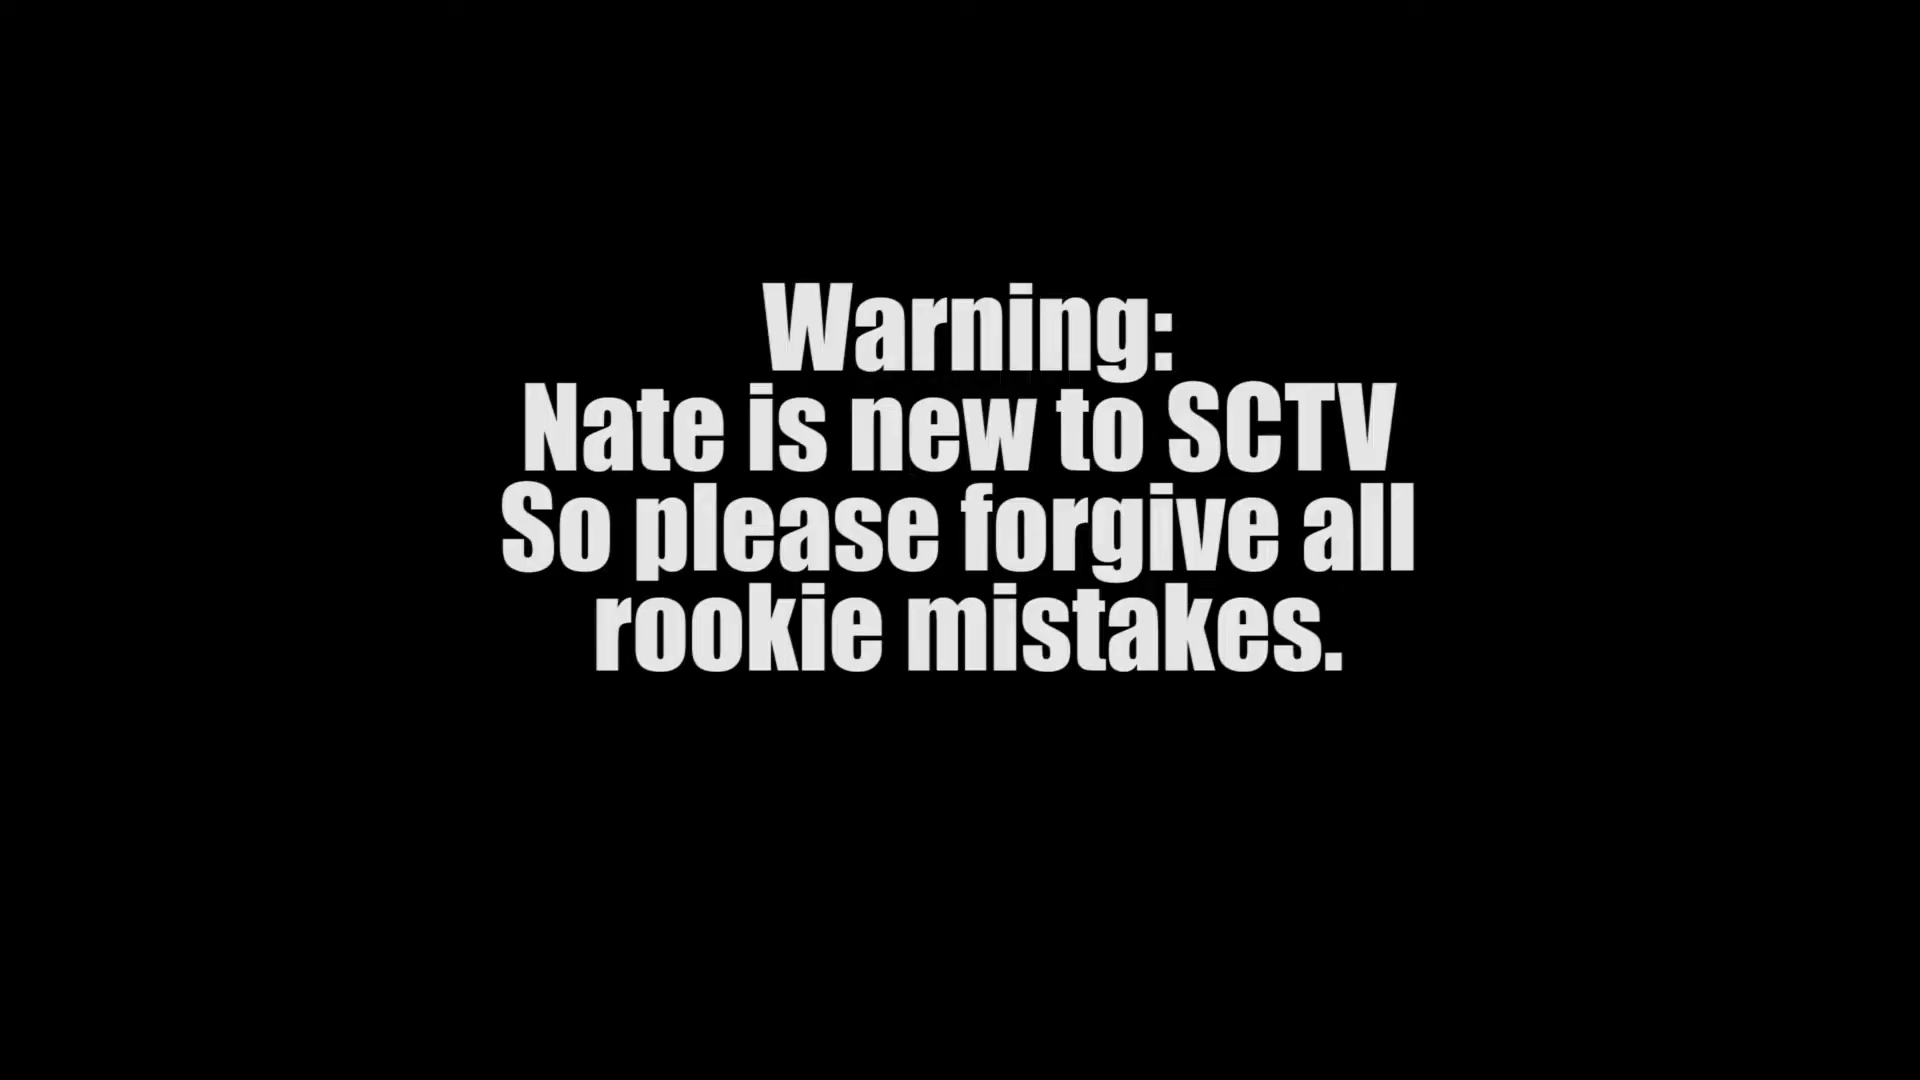 Warning:
Nate is new to SCTV
So please forgive all
rookie mistakes.